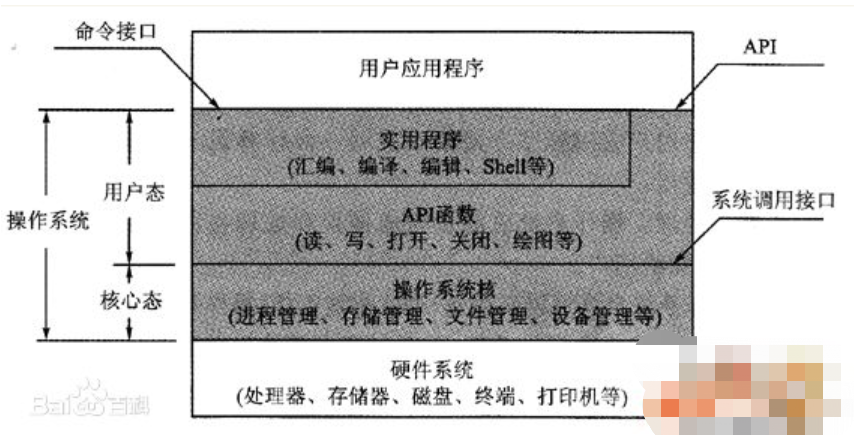 命令接口
API
用户应用程序
实用程序
(汇编、编译、编辑、Shell等)
用户态
系统调用接口
操作系统
API函数
(读、写、打开、关闭、绘图等)
核心态
操作系统核
(进程管理、存储管理、文件管理、设备管理等)
硬件系统
(处理器、存储器、磁盘、终端、打印机等)
Bai百科